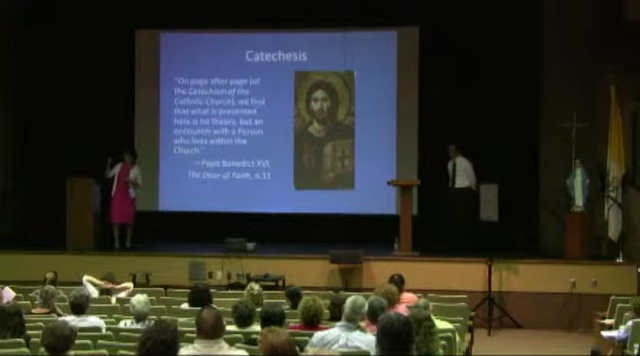 Catechesis
"On page after page [of
the Catechism of the
Catholic Church], we find
that what is presented
here is no theory, but an
encounter with a Person
who lives within the
Church."
—Pope Benedict XVI,
The Door of Faith, n.11